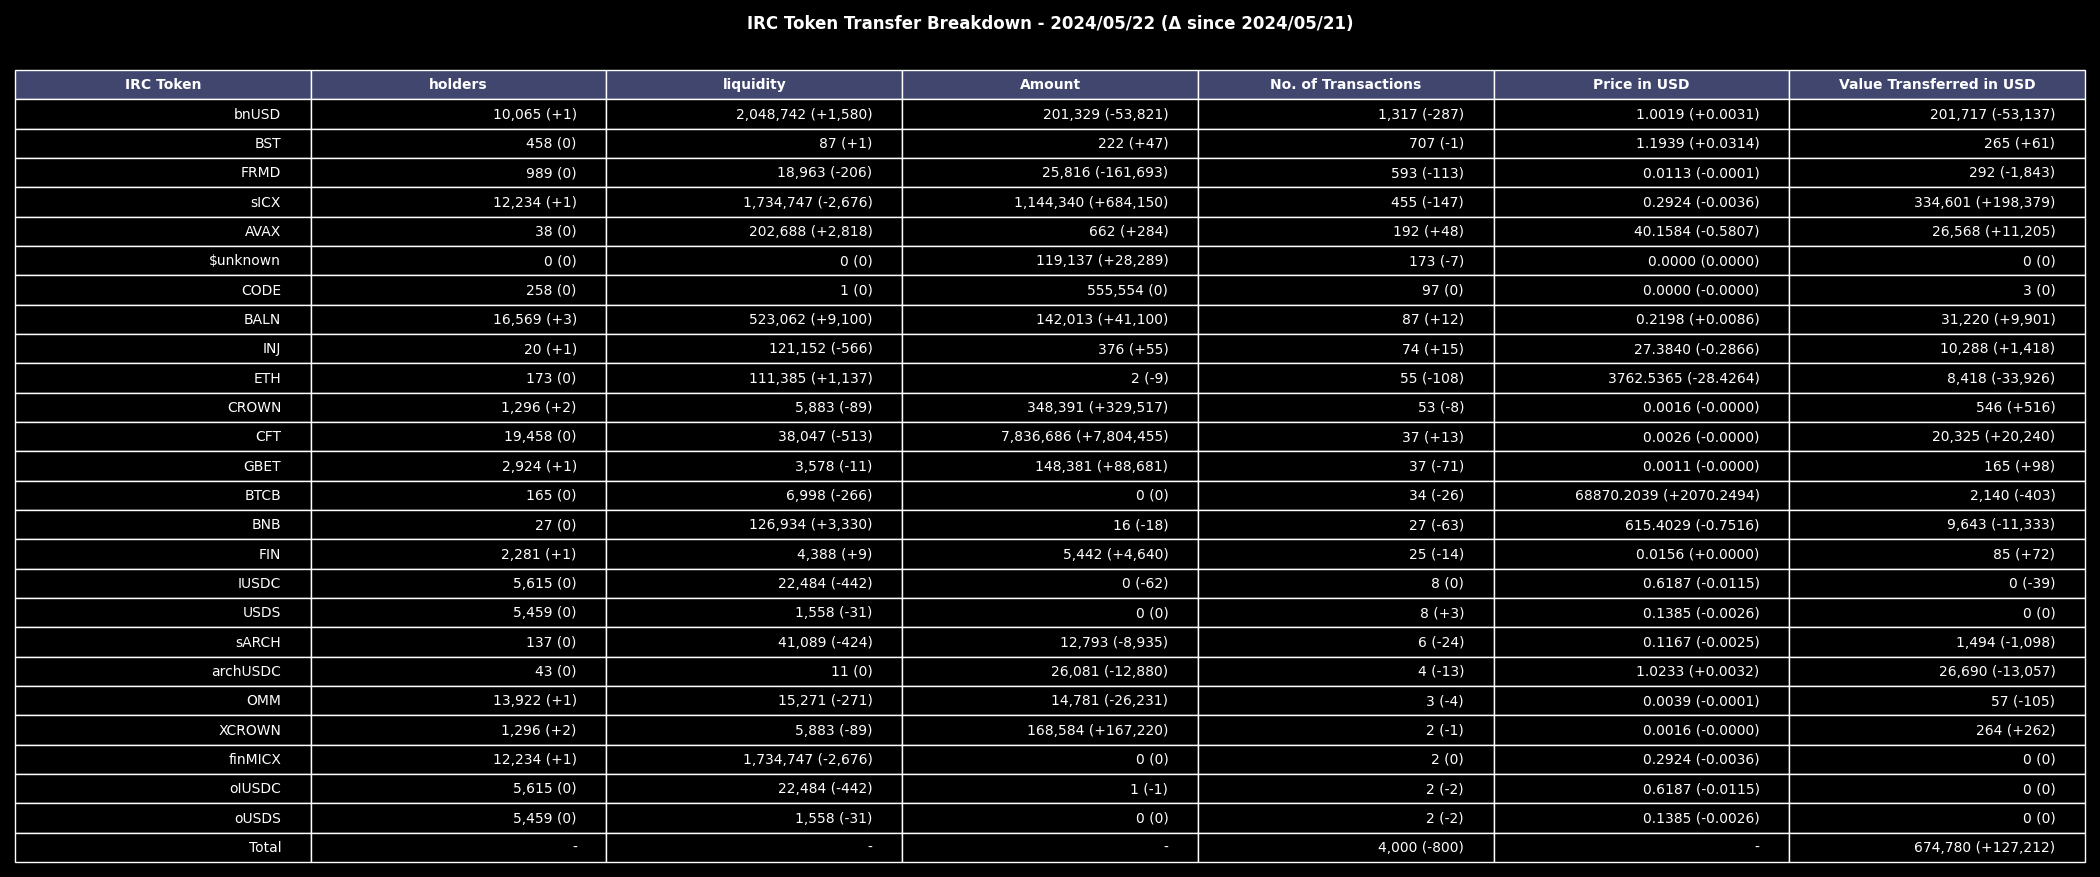 IRC Token Transfer Breakdown - 2024/05/22 (Δ since 2024/05/21)
IRC Token holders liquidity Amount No. of Transactions Price in USD Value Transferred in USD
bnUSD 10,065 (+1) 2,048,742 (+1,580) 201,329 (-53,821) 1,317 (-287) 1.0019 (+0.0031) 201,717 (-53,137)
BST 458 (0) 87 (+1) 222 (+47) 707 (-1) 1.1939 (+0.0314) 265 (+61)
FRMD 989 (0) 18,963 (-206) 25,816 (-161,693) 593 (-113) 0.0113 (-0.0001) 292 (-1,843)
sICX 12,234 (+1) 1,734,747 (-2,676) 1,144,340 (+684,150) 455 (-147) 0.2924 (-0.0036) 334,601 (+198,379)
AVAX 38 (0) 202,688 (+2,818) 662 (+284) 192 (+48) 40.1584 (-0.5807) 26,568 (+11,205)
$unknown 0 (0) 0 (0) 119,137 (+28,289) 173 (-7) 0.0000 (0.0000) 0 (0)
CODE 258 (0) 1 (0) 555,554 (0) 97 (0) 0.0000 (-0.0000) 3 (0)
BALN 16,569 (+3) 523,062 (+9,100) 142,013 (+41,100) 87 (+12) 0.2198 (+0.0086) 31,220 (+9,901)
INJ 20 (+1) 121,152 (-566) 376 (+55) 74 (+15) 27.3840 (-0.2866) 10,288 (+1,418)
ETH 173 (0) 111,385 (+1,137) 2 (-9) 55 (-108) 3762.5365 (-28.4264) 8,418 (-33,926)
CROWN 1,296 (+2) 5,883 (-89) 348,391 (+329,517) 53 (-8) 0.0016 (-0.0000) 546 (+516)
CFT 19,458 (0) 38,047 (-513) 7,836,686 (+7,804,455) 37 (+13) 0.0026 (-0.0000) 20,325 (+20,240)
GBET 2,924 (+1) 3,578 (-11) 148,381 (+88,681) 37 (-71) 0.0011 (-0.0000) 165 (+98)
BTCB 165 (0) 6,998 (-266) 0 (0) 34 (-26) 68870.2039 (+2070.2494) 2,140 (-403)
BNB 27 (0) 126,934 (+3,330) 16 (-18) 27 (-63) 615.4029 (-0.7516) 9,643 (-11,333)
FIN 2,281 (+1) 4,388 (+9) 5,442 (+4,640) 25 (-14) 0.0156 (+0.0000) 85 (+72)
IUSDC 5,615 (0) 22,484 (-442) 0 (-62) 8 (0) 0.6187 (-0.0115) 0 (-39)
USDS 5,459 (0) 1,558 (-31) 0 (0) 8 (+3) 0.1385 (-0.0026) 0 (0)
sARCH 137 (0) 41,089 (-424) 12,793 (-8,935) 6 (-24) 0.1167 (-0.0025) 1,494 (-1,098)
archUSDC 43 (0) 11 (0) 26,081 (-12,880) 4 (-13) 1.0233 (+0.0032) 26,690 (-13,057)
OMM 13,922 (+1) 15,271 (-271) 14,781 (-26,231) 3 (-4) 0.0039 (-0.0001) 57 (-105)
XCROWN 1,296 (+2) 5,883 (-89) 168,584 (+167,220) 2 (-1) 0.0016 (-0.0000) 264 (+262)
finMICX 12,234 (+1) 1,734,747 (-2,676) 0 (0) 2 (0) 0.2924 (-0.0036) 0 (0)
oIUSDC 5,615 (0) 22,484 (-442) 1 (-1) 2 (-2) 0.6187 (-0.0115) 0 (0)
oUSDS 5,459 (0) 1,558 (-31) 0 (0) 2 (-2) 0.1385 (-0.0026) 0 (0)
Total - - - 4,000 (-800) - 674,780 (+127,212)